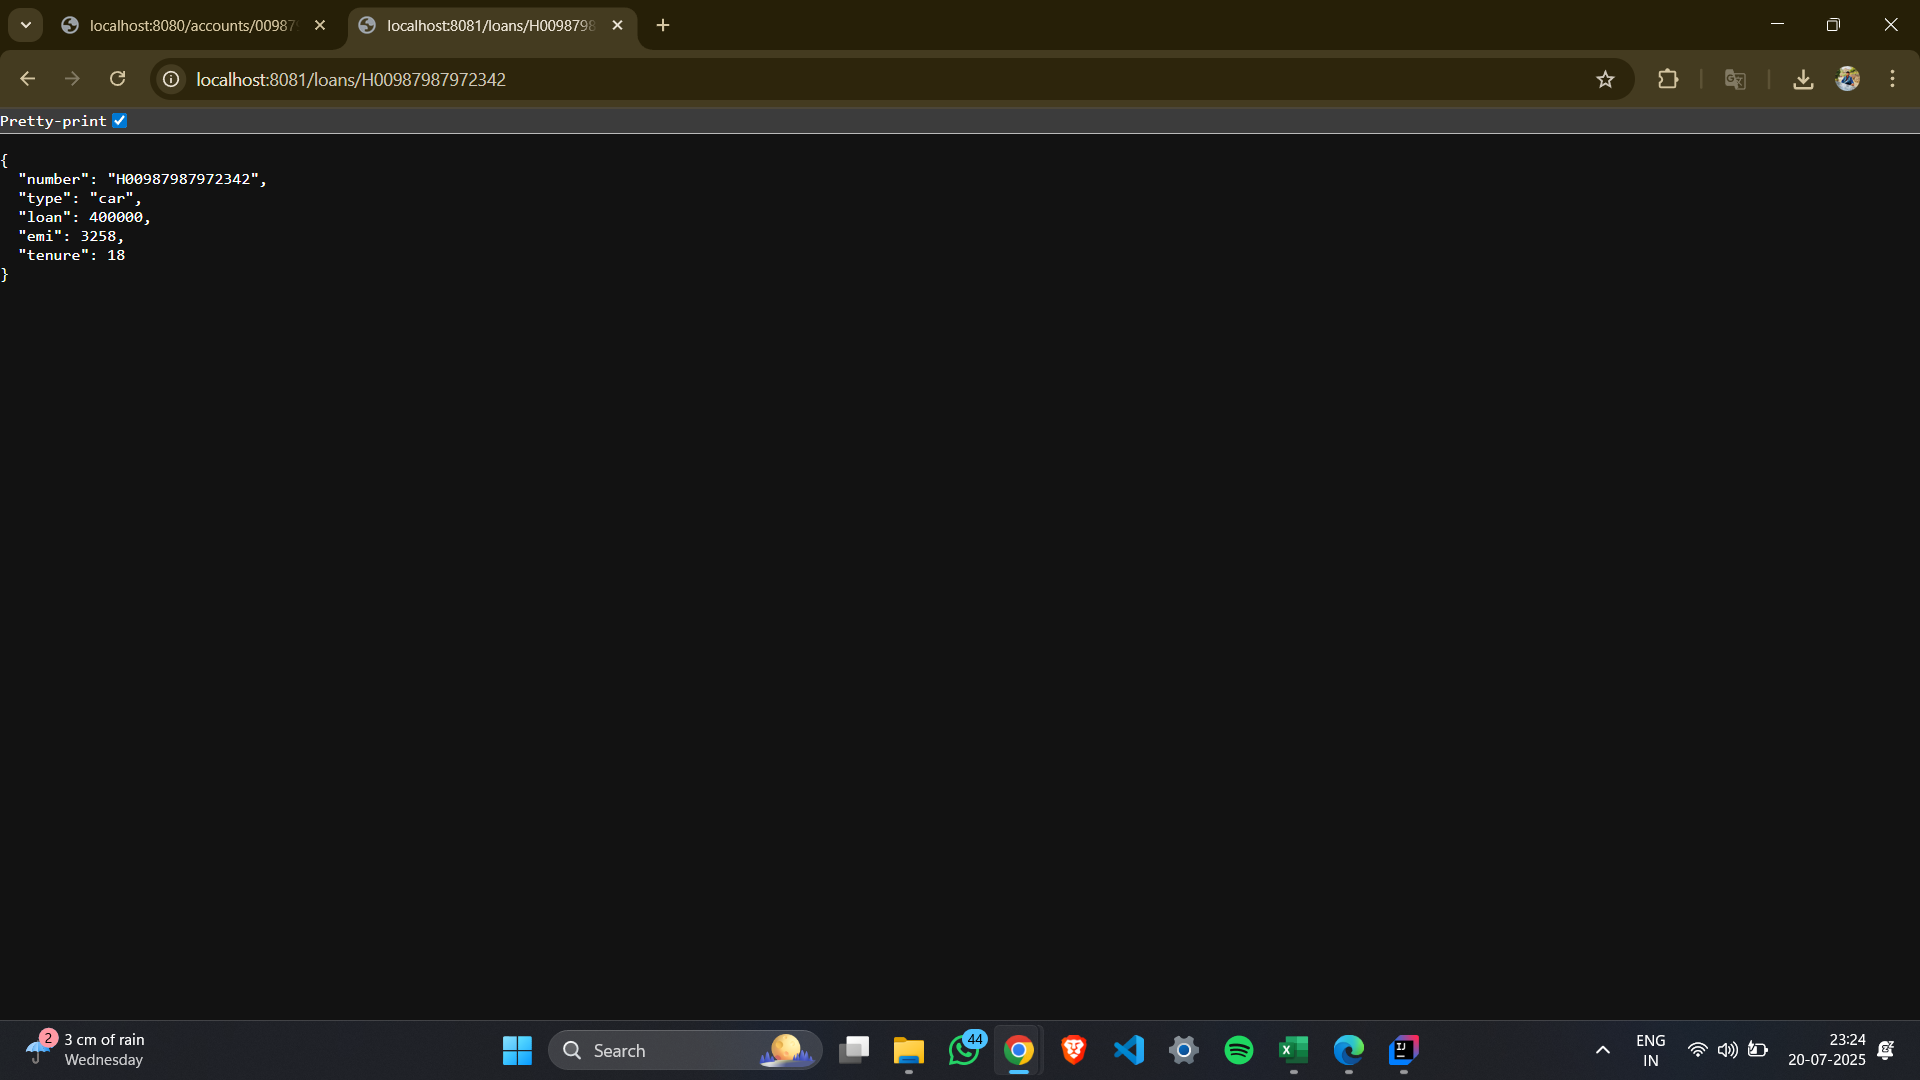 localhost:8080/accounts/00987
localhost:8081/loans/H0098798
localhost:8081/loans/H00987987972342
Pretty-print
{
"number": "H00987987972342",
"type": "car",
"loan": 400000,
"emi": 3258,
"tenure": 18
}
2
3 cm of rain
Wednesday
Search
44
ENG
IN
23:24
20-07-2025